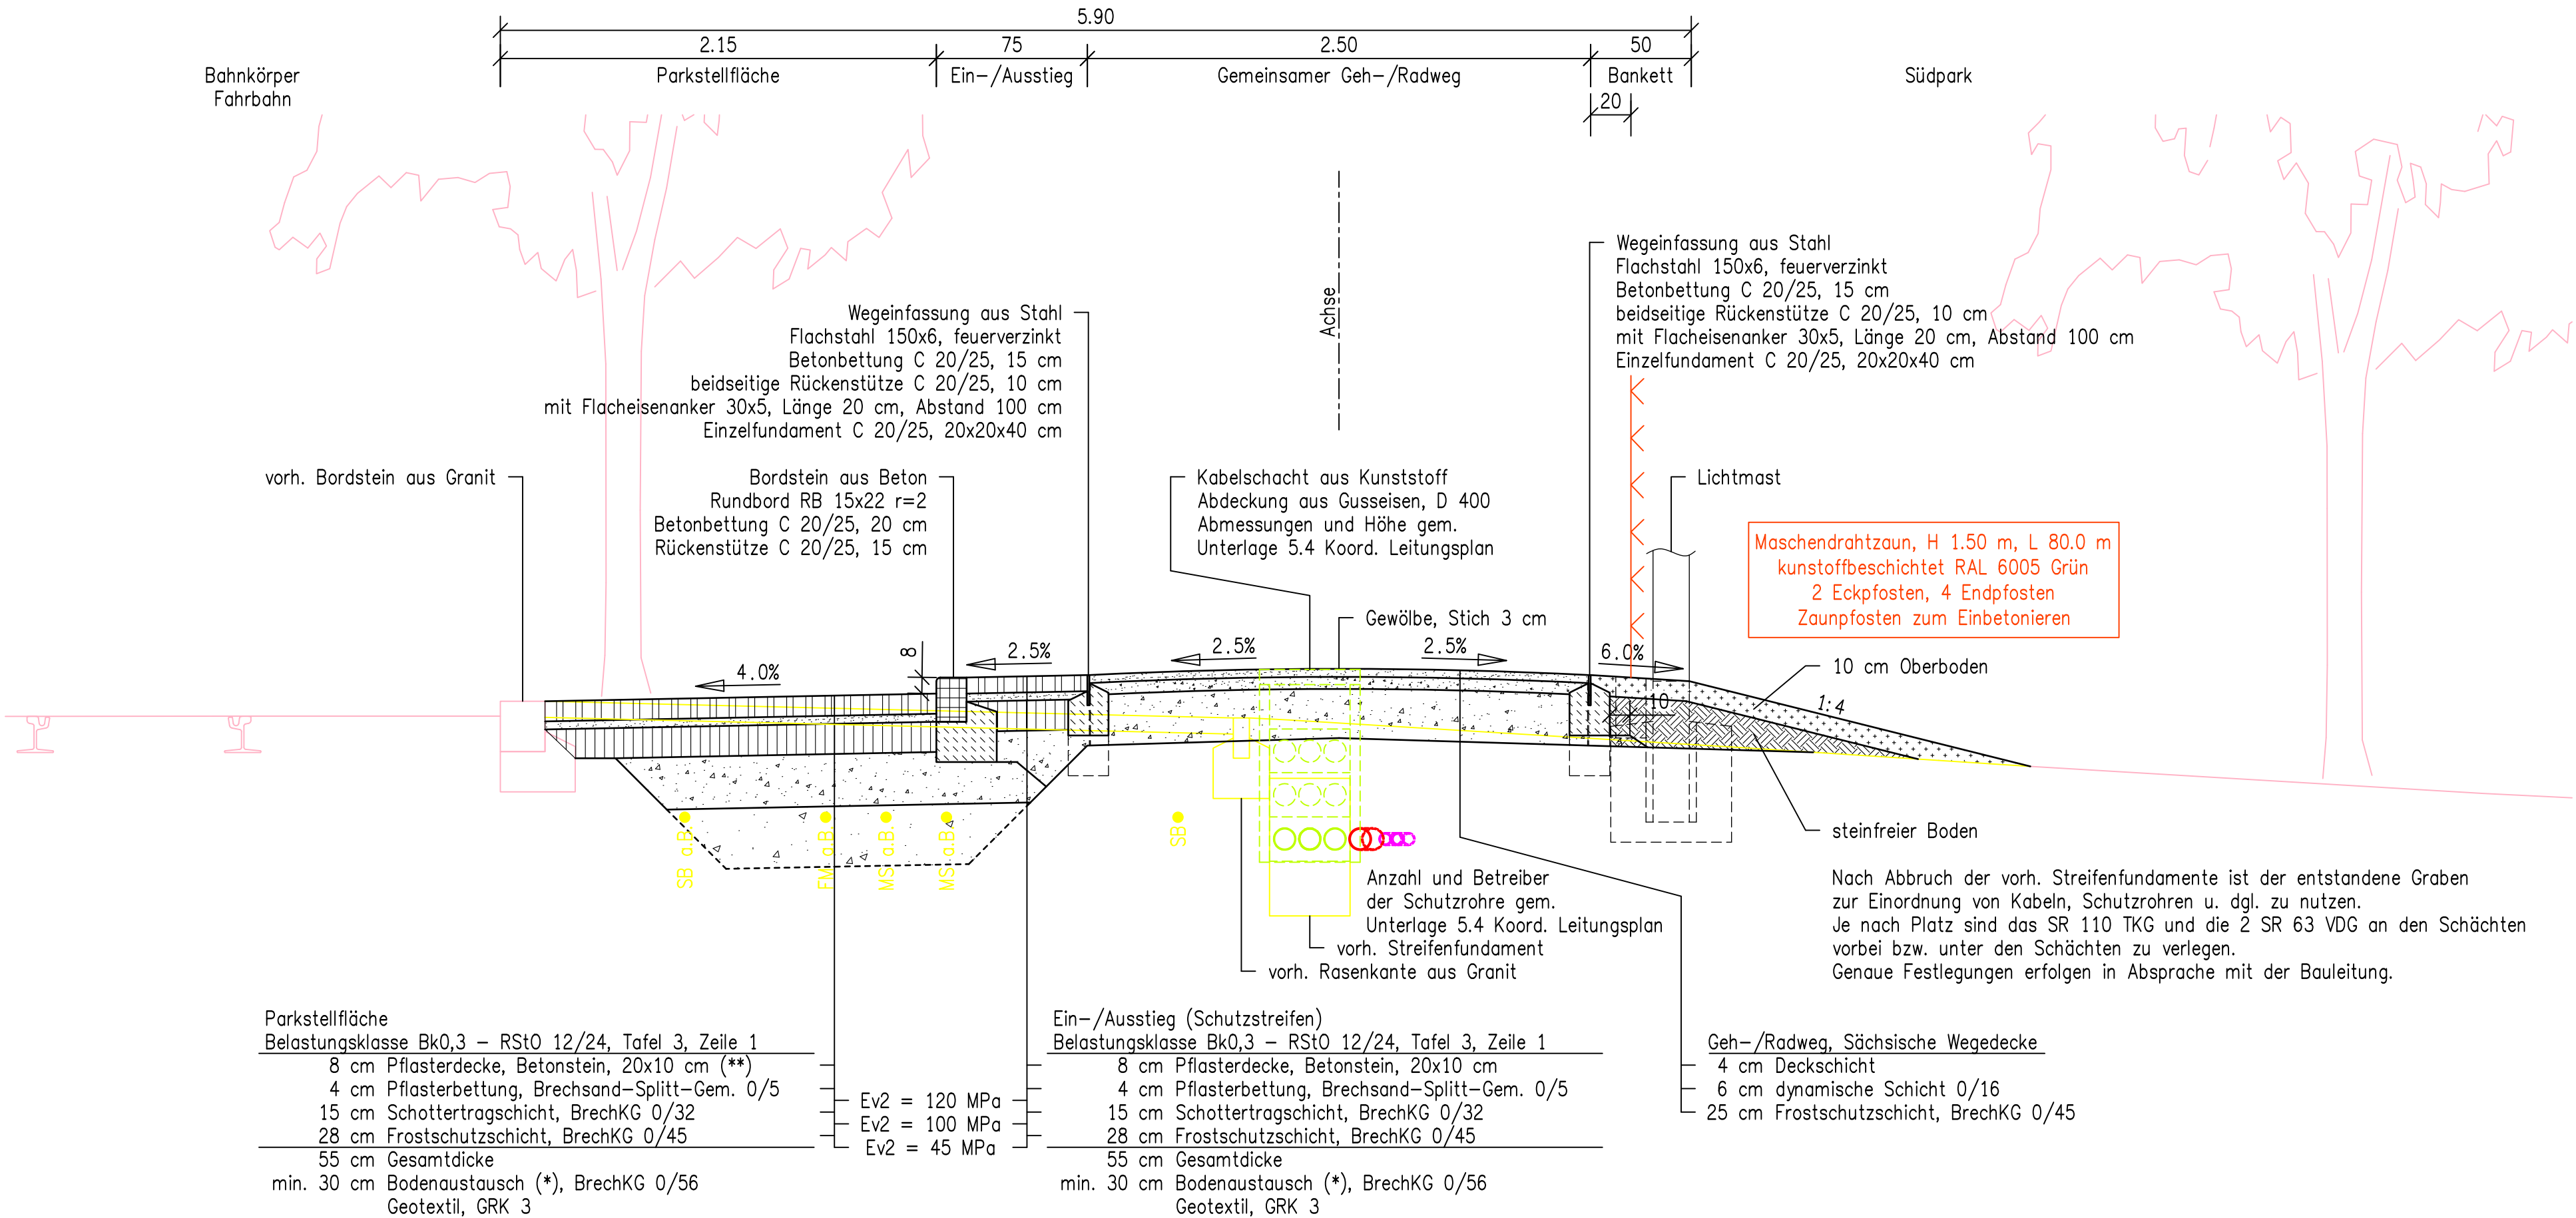 5.90
2.15
75
2.50
50
Bahnkörper
Fahrbahn
Parkstellfläche
Ein-/Ausstieg
Gemeinsamer Geh-/Radweg
Bankett
Südpark
20
Achse
Wegeinfassung aus Stahl
Flachstahl 150x6, feuerverzinkt
Betonbettung C 20/25, 15 cm
beidseitige Rückenstütze C 20/25, 10 cm
mit Flacheisenanker 30x5, Länge 20 cm, Abstand 100 cm
Einzelfundament C 20/25, 20x20x40 cm
Wegeinfassung aus Stahl
Flachstahl 150x6, feuerverzinkt
Betonbettung C 20/25, 15 cm
beidseitige Rückenstütze C 20/25, 10 cm
mit Flacheisenanker 30x5, Länge 20 cm, Abstand 100 cm
Einzelfundament C 20/25, 20x20x40 cm
vorh. Bordstein aus Granit
Bordstein aus Beton
Rundbord RB 15x22 r=2
Betonbettung C 20/25, 20 cm
Rückenstütze C 20/25, 15 cm
Kabelschacht aus Kunststoff
Abdeckung aus Gusseisen, D 400
Abmessungen und Höhe gem.
Unterlage 5.4 Koord. Leitungsplan
Lichtmast
Maschendrahtzaun, H 1.50 m, L 80.0 m
kunstoffbeschichtet RAL 6005 Grün
2 Eckpfosten, 4 Endpfosten
Zaunpfosten zum Einbetonieren
Gewölbe, Stich 3 cm
4.0%
8
2.5%
2.5%
2.5%
6.0%
10 cm Oberboden
1:4
10
steinfreier Boden
SB a.B.
FM a.B.
MS a.B.
MS a.B.
SB
Anzahl und Betreiber
der Schutzrohre gem.
Unterlage 5.4 Koord. Leitungsplan
vorh. Streifenfundament
vorh. Rasenkante aus Granit
Nach Abbruch der vorh. Streifenfundamente ist der entstandene Graben
zur Einordnung von Kabeln, Schutzrohren u. dgl. zu nutzen.
Je nach Platz sind das SR 110 TKG und die 2 SR 63 VDG an den Schächten
vorbei bzw. unter den Schächten zu verlegen.
Genaue Festlegungen erfolgen in Absprache mit der Bauleitung.
Parkstellfläche
Belastungsklasse Bk0,3 - RStO 12/24, Tafel 3, Zeile 1
8 cm Pflasterdecke, Betonstein, 20x10 cm (**)
4 cm Pflasterbettung, Brechsand-Splitt-Gem. 0/5
15 cm Schottertragschicht, BrechKG 0/32
28 cm Frostschutzschicht, BrechKG 0/45
55 cm Gesamtdicke
min. 30 cm Bodenaustausch (*), BrechKG 0/56
Geotextil, GRK 3
Ev2 = 120 MPa
Ev2 = 100 MPa
Ev2 = 45 MPa
Ein-/Ausstieg (Schutzstreifen)
Belastungsklasse Bk0,3 - RStO 12/24, Tafel 3, Zeile 1
8 cm Pflasterdecke, Betonstein, 20x10 cm
4 cm Pflasterbettung, Brechsand-Splitt-Gem. 0/5
15 cm Schottertragschicht, BrechKG 0/32
28 cm Frostschutzschicht, BrechKG 0/45
55 cm Gesamtdicke
min. 30 cm Bodenaustausch (*), BrechKG 0/56
Geotextil, GRK 3
Geh-/Radweg, Sächsische Wegedecke
4 cm Deckschicht
6 cm dynamische Schicht 0/16
25 cm Frostschutzschicht, BrechKG 0/45